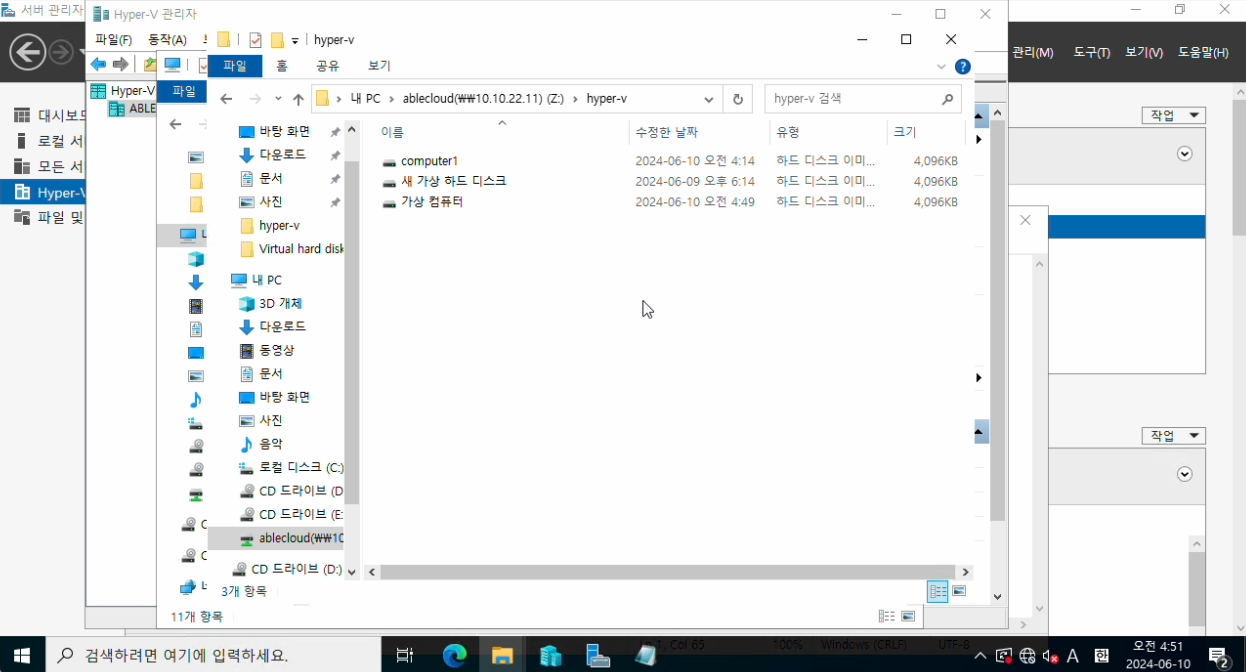 서버 관리자
Hyper-V 관리자
파일(F) 동작(A)
hyper-v
관리(M) 도구(T) 보기(V) 도움말(H)
파일 홈 공유 보기
파일
Hyper-V
ABLE
내 PC › ablecloud(₩₩10.10.22.11) (Z:) › hyper-v
hyper-v 검색
대시보드
로컬 서
모든 서
Hyper-V
파일 및
이름 수정한 날짜 유형 크기
computer1 2024-06-10 오전 4:14 하드 디스크 이미... 4,096KB
새 가상 하드 디스크 2024-06-09 오후 6:14 하드 디스크 이미... 4,096KB
가상 컴퓨터 2024-06-10 오전 4:49 하드 디스크 이미... 4,096KB
바탕 화면
다운로드
문서
사진
hyper-v
Virtual hard disk
내 PC
3D 개체
다운로드
동영상
문서
바탕 화면
사진
음악
로컬 디스크 (C:)
CD 드라이브 (D
CD 드라이브 (E:
ablecloud(₩₩10
CD 드라이브 (D:)
3개 항목
11개 항목
작업
작업
Col 65 100% Windows (CRLF) UTF-8
검색하려면 여기에 입력하세요.
A 한
오전 4:51
2024-06-10
2